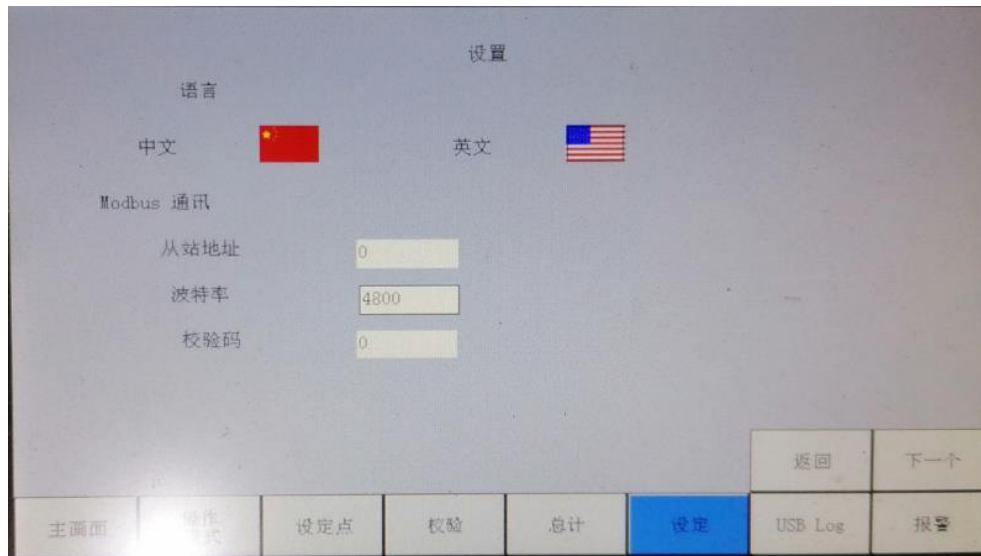 设置
语言
中文
英文
Modbus 通讯
从站地址
0
波特率
4800
校验码
0
返回
下一个
主画面
设定点
校验
总计
设定
USB Log
报警